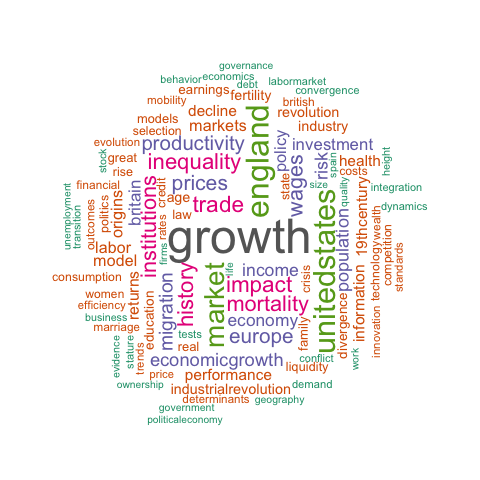 governance
behavior
economics
debt
labormarket
earnings
fertility
convergence
mobility
decline
british
models
markets
revolution
selection
england
industry
evolution
productivity
policy
investment
stock
great
inequality
wages
risk
spain
health
height
rise
prices
state
size
costs
financial
britain
credit
age
trade
quality
integration
unemployment
transition
outcomes
politics
origins
institutions
rates
law
unitedstates
population
19thcentury
wealth
dynamics
growth
labor
firms
model
market
life
income
crisis
information
technology
competition
standards
consumption
returns
migration
history
impact
mortality
women
efficiency
business
marriage
education
economy
family
divergence
innovation
tests
real
europe
evidence
stature
trends
economicgrowth
conflict
work
price
performance
liquidity
ownership
industrialrevolution
demand
determinants
geography
government
politicaleconomy